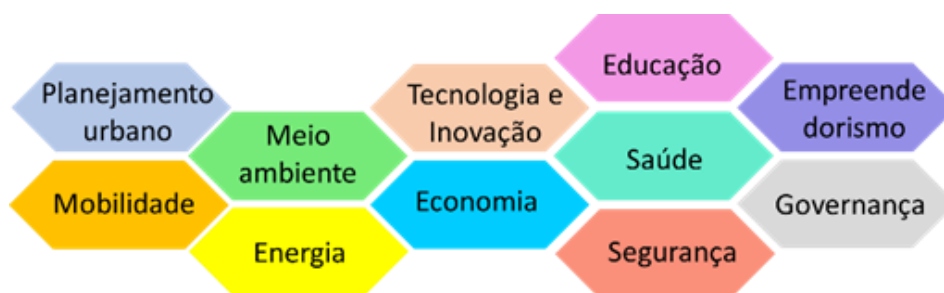 Planejamento
urbano
Mobilidade
Meio
ambiente
Energia
Tecnologia e
Inovação
Economia
Educação
Saúde
Segurança
Empreende
dorismo
Governança